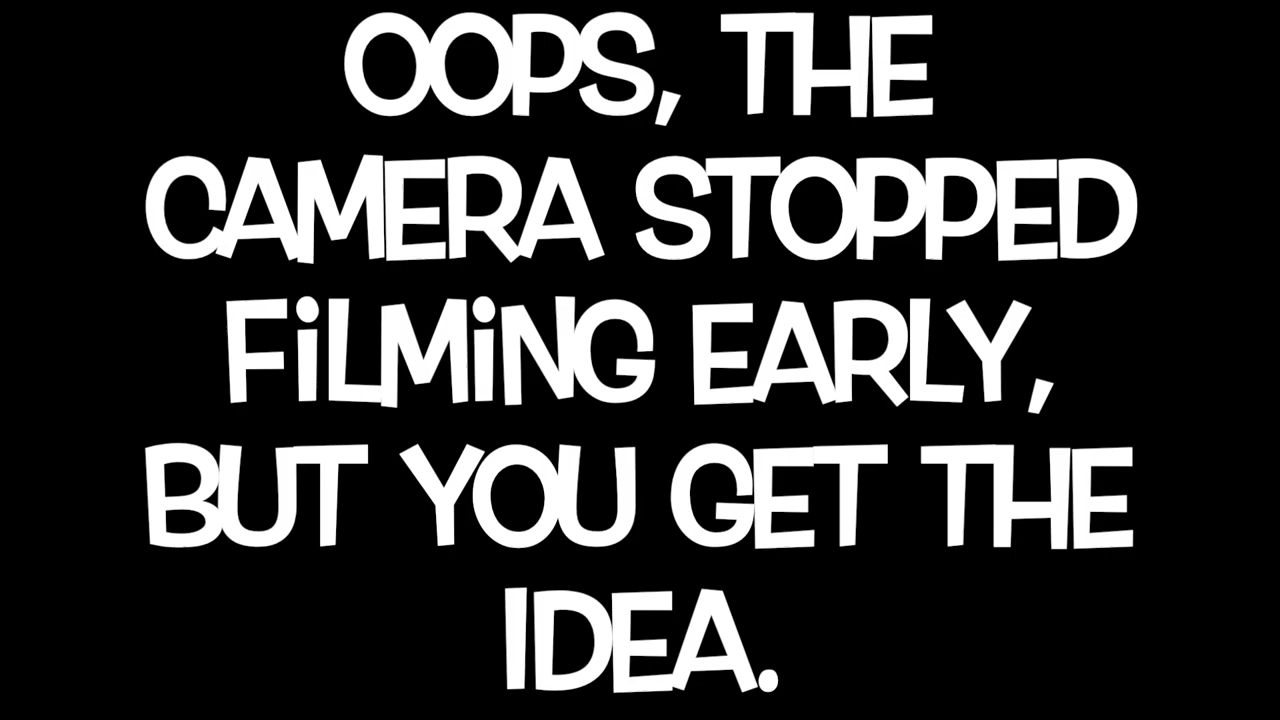 OOPS, THE
CAMERA STOPPED
FiLMiNG EARLY,
BUT YOU GET THE
IDEA.